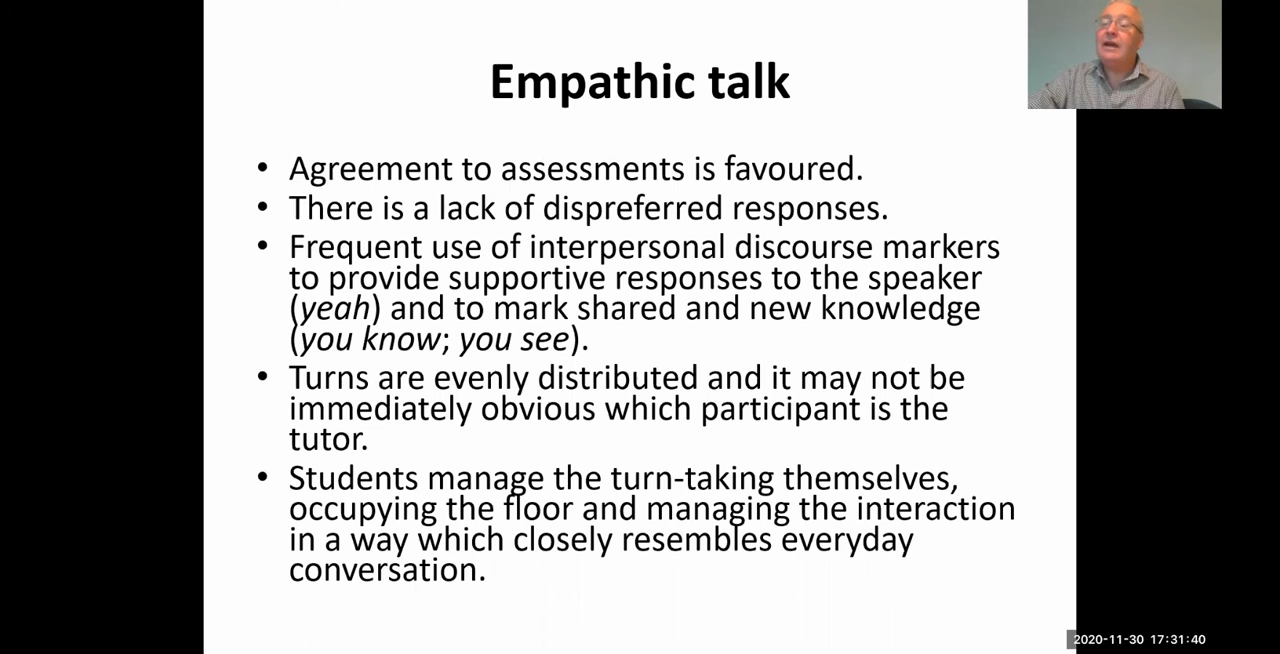 Empathic talk
• Agreement to assessments is favoured.
• There is a lack of dispreferred responses.
• Frequent use of interpersonal discourse markers
to provide supportive responses to the speaker
(yeah) and to mark shared and new knowledge
(you know; you see).
• Turns are evenly distributed and it may not be
immediately obvious which participant is the
tutor.
• Students manage the turn-taking themselves,
occupying the floor and managing the interaction
in a way which closely resembles everyday
conversation.
2020-11-30 17:31:40